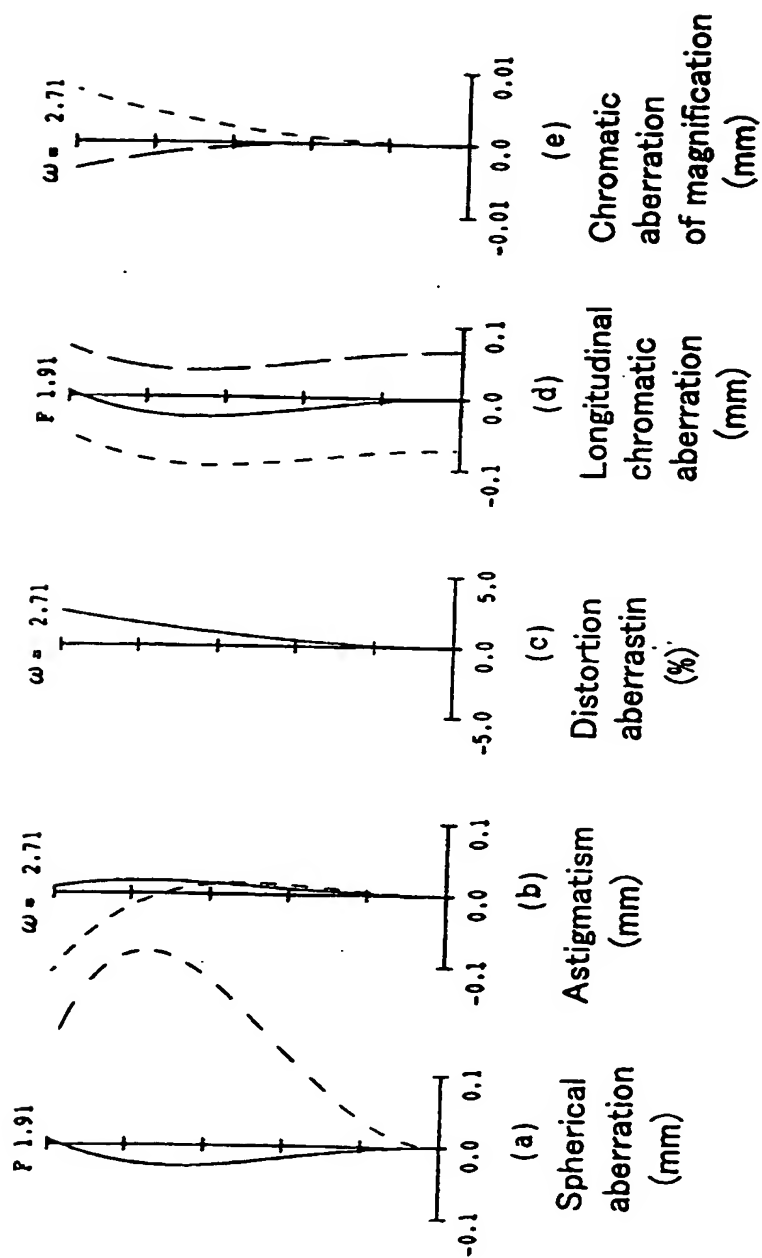 F 1.91
-0.1 0.0 0.1
(a)
Spherical
aberration
(mm)
ω = 2.71
-0.1 0.0 0.1
(b)
Astigmatism
(mm)
ω = 2.71
-5.0 0.0 5.0
(c)
Distortion
aberrastin
(%)
F 1.91
-0.1 0.0 0.1
(d)
Longitudinal
chromatic
aberration
(mm)
ω = 2.71
-0.01 0.0 0.01
(e)
Chromatic
aberration
of magnification
(mm)